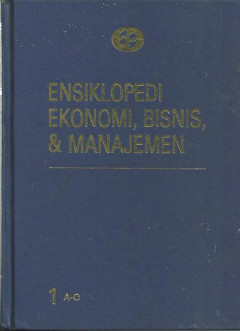 ENSIKLOPEDI
EKONOMI, BISNIS,
& MANAJEMEN
1 A-O